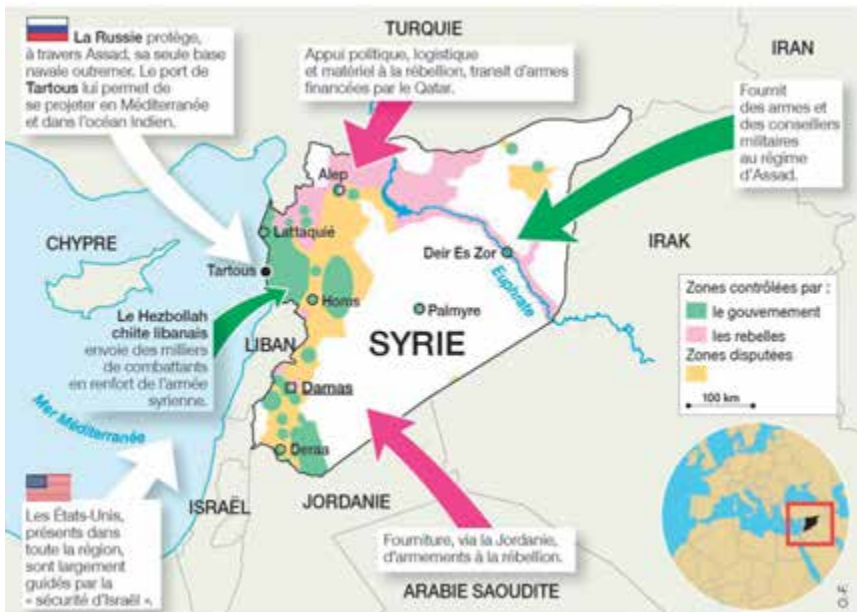 La Russie protège,
à travers Assad, sa seule base
navale outremer. Le port de
Tartous lui permet de
se projeter en Méditerranée
et dans l'océan Indien.
TURQUIE
Appui politique, logistique
et matériel à la rébellion, transit d'armes
financées par le Qatar.
IRAN
Fournit
des armes et
des conseillers
militaires
au régime
d'Assad.
Alep
CHYPRE
Lattaquié
Tartous
Deir Es Zor
IRAK
Euphrate
Homs
Palmyre
SYRIE
Le Hezbollah
chiite libanais
envoie des milliers
de combattants
en renfort de l'armée
syrienne.
LIBAN
Damas
Mer Méditerranée
Deraa
Zones contrôlées par :
le gouvernement
les rebelles
Zones disputées
100 km
ISRAËL
JORDANIE
Les États-Unis,
présents dans
toute la région,
sont largement
guidés par la
« sécurité d'Israël ».
Fourniture, via la Jordanie,
d'armements à la rébellion.
ARABIE SAOUDITE
O.F.